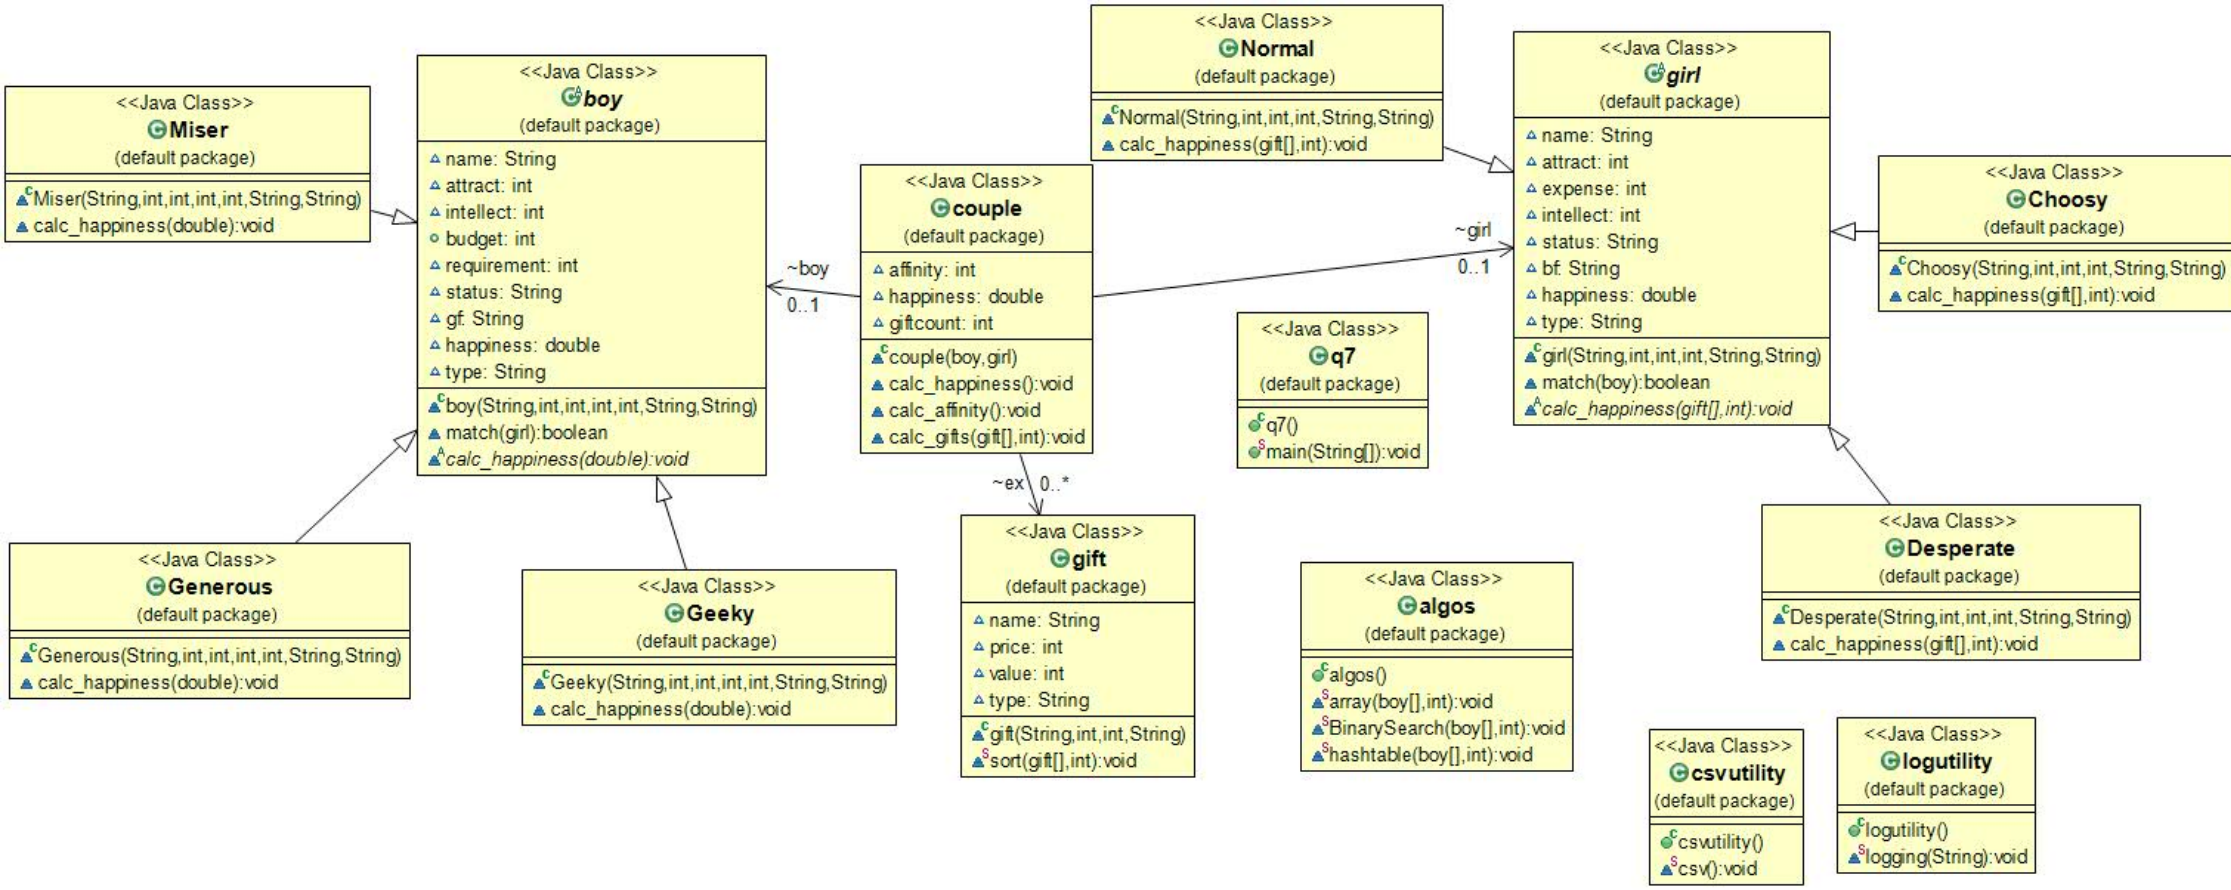 <<Java Class>>
Miser
(default package)
Miser(String,int,int,int,int,String,String)
calc_happiness(double):void
<<Java Class>>
boy
(default package)
name: String
attract: int
intellect: int
budget: int
requirement: int
status: String
gf: String
happiness: double
type: String
boy(String,int,int,int,int,String,String)
match(girl):boolean
calc_happiness(double):void
<<Java Class>>
Generous
(default package)
Generous(String,int,int,int,int,String,String)
calc_happiness(double):void
<<Java Class>>
Geeky
(default package)
Geeky(String,int,int,int,int,String,String)
calc_happiness(double):void
~boy
0..1
<<Java Class>>
couple
(default package)
affinity: int
happiness: double
giftcount: int
couple(boy,girl)
calc_happiness():void
calc_affinity():void
calc_gifts(gift[],int):void
~ex
0..*
<<Java Class>>
gift
(default package)
name: String
price: int
value: int
type: String
gift(String,int,int,String)
sort(gift[],int):void
<<Java Class>>
Normal
(default package)
Normal(String,int,int,int,String,String)
calc_happiness(gift[],int):void
~girl
0..1
<<Java Class>>
q7
(default package)
q7()
main(String[]):void
<<Java Class>>
algos
(default package)
algos()
array(boy[],int):void
BinarySearch(boy[],int):void
hashtable(boy[],int):void
<<Java Class>>
girl
(default package)
name: String
attract: int
expense: int
intellect: int
status: String
bf: String
happiness: double
type: String
girl(String,int,int,int,String,String)
match(boy):boolean
calc_happiness(gift[],int):void
<<Java Class>>
Choosy
(default package)
Choosy(String,int,int,int,String,String)
calc_happiness(gift[],int):void
<<Java Class>>
Desperate
(default package)
Desperate(String,int,int,int,String,String)
calc_happiness(gift[],int):void
<<Java Class>>
csvutility
(default package)
csvutility()
csv():void
<<Java Class>>
logutility
(default package)
logutility()
logging(String):void